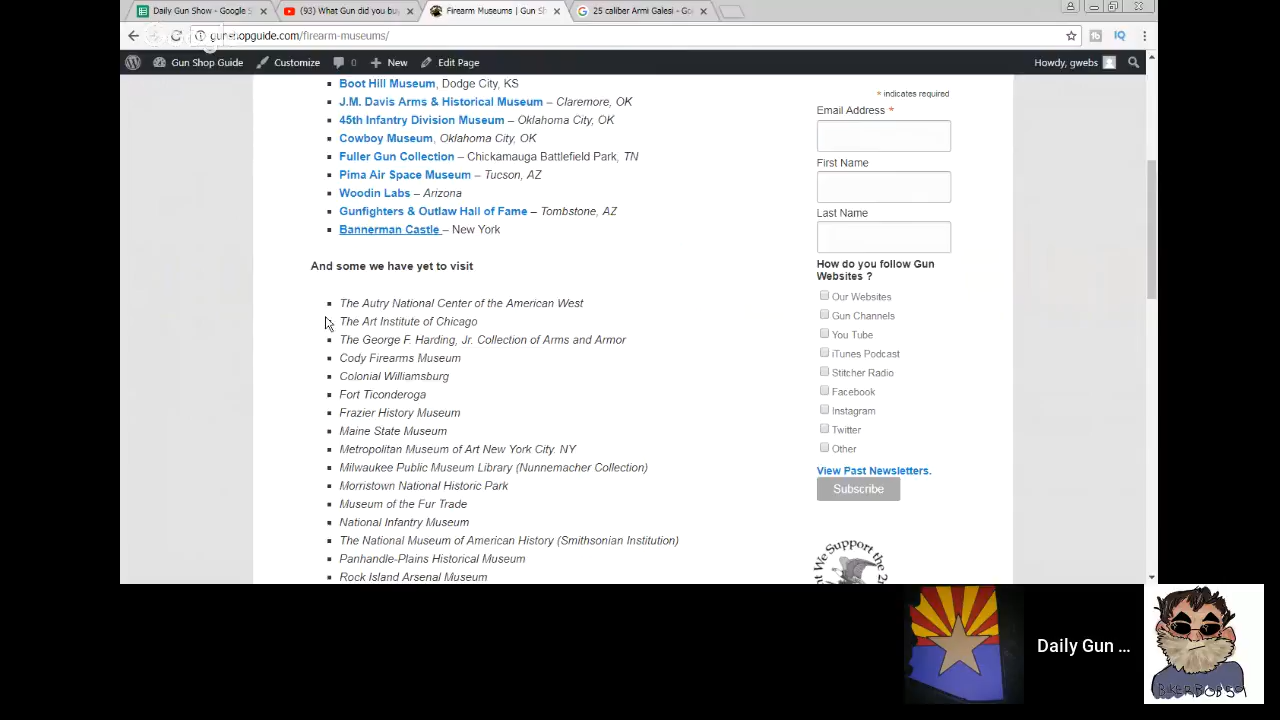 Daily Gun Show - Google S
(93) What Gun did you buy
Firearm Museums | Gun Sh
25 caliber Armi Galesi - Go
opguide.com/firearm-museums/
Gun Shop Guide
Customize
0
New
Edit Page
Howdy, gwebs
Boot Hill Museum, Dodge City, KS
J.M. Davis Arms & Historical Museum – Claremore, OK
45th Infantry Division Museum – Oklahoma City, OK
Cowboy Museum, Oklahoma City, OK
Fuller Gun Collection – Chickamauga Battlefield Park, TN
Pima Air Space Museum – Tucson, AZ
Woodin Labs – Arizona
Gunfighters & Outlaw Hall of Fame – Tombstone, AZ
Bannerman Castle – New York
And some we have yet to visit
The Autry National Center of the American West
The Art Institute of Chicago
The George F. Harding, Jr. Collection of Arms and Armor
Cody Firearms Museum
Colonial Williamsburg
Fort Ticonderoga
Frazier History Museum
Maine State Museum
Metropolitan Museum of Art New York City. NY
Milwaukee Public Museum Library (Nunnemacher Collection)
Morristown National Historic Park
Museum of the Fur Trade
National Infantry Museum
The National Museum of American History (Smithsonian Institution)
Panhandle-Plains Historical Museum
Rock Island Arsenal Museum
* indicates required
Email Address *
First Name
Last Name
How do you follow Gun
Websites ?
Our Websites
Gun Channels
You Tube
iTunes Podcast
Stitcher Radio
Facebook
Instagram
Twitter
Other
View Past Newsletters.
Subscribe
We Support the 2n
Daily Gun ...
BIKERBOB59